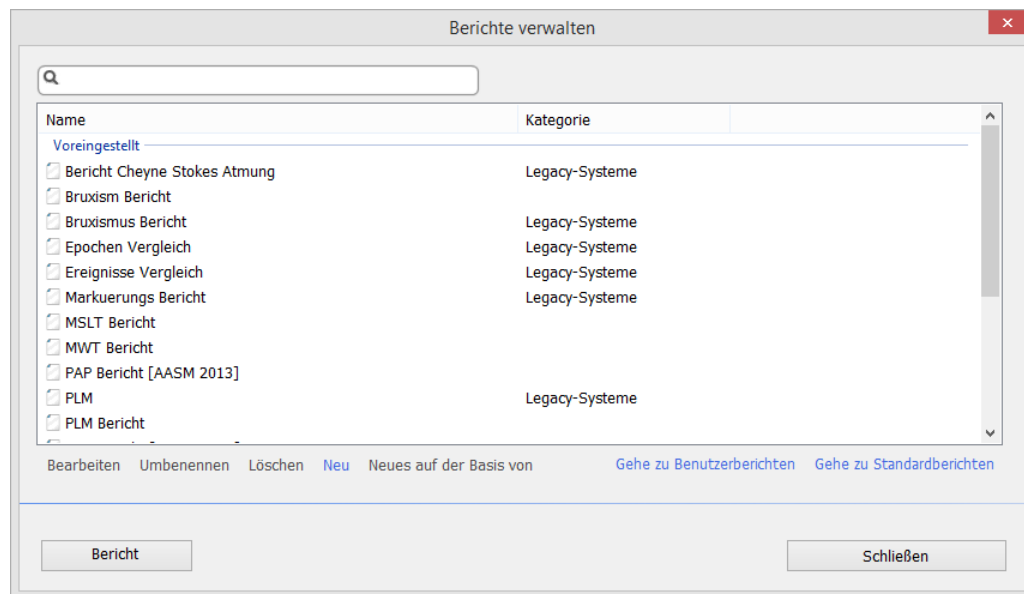 Berichte verwalten
Name Kategorie
Voreingestellt
Bericht Cheyne Stokes Atmung Legacy-Systeme
Bruxism Bericht
Bruxismus Bericht Legacy-Systeme
Epochen Vergleich Legacy-Systeme
Ereignisse Vergleich Legacy-Systeme
Markuerungs Bericht Legacy-Systeme
MSLT Bericht
MWT Bericht
PAP Bericht [AASM 2013]
PLM Legacy-Systeme
PLM Bericht
Bearbeiten Umbenennen Löschen Neu Neues auf der Basis von Gehe zu Benutzerberichten Gehe zu Standardberichten
Bericht Schließen